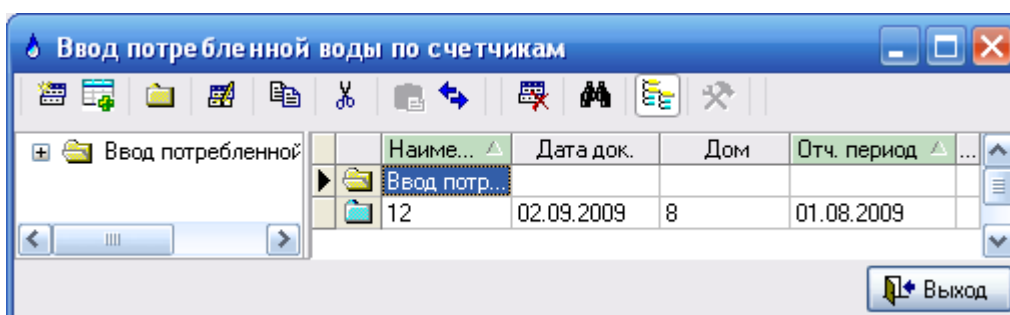 Ввод потребленной воды по счетчикам
Ввод потребленной
Наиме... Дата док. Дом Отч. период ...
Ввод потр...
12 02.09.2009 8 01.08.2009
Выход